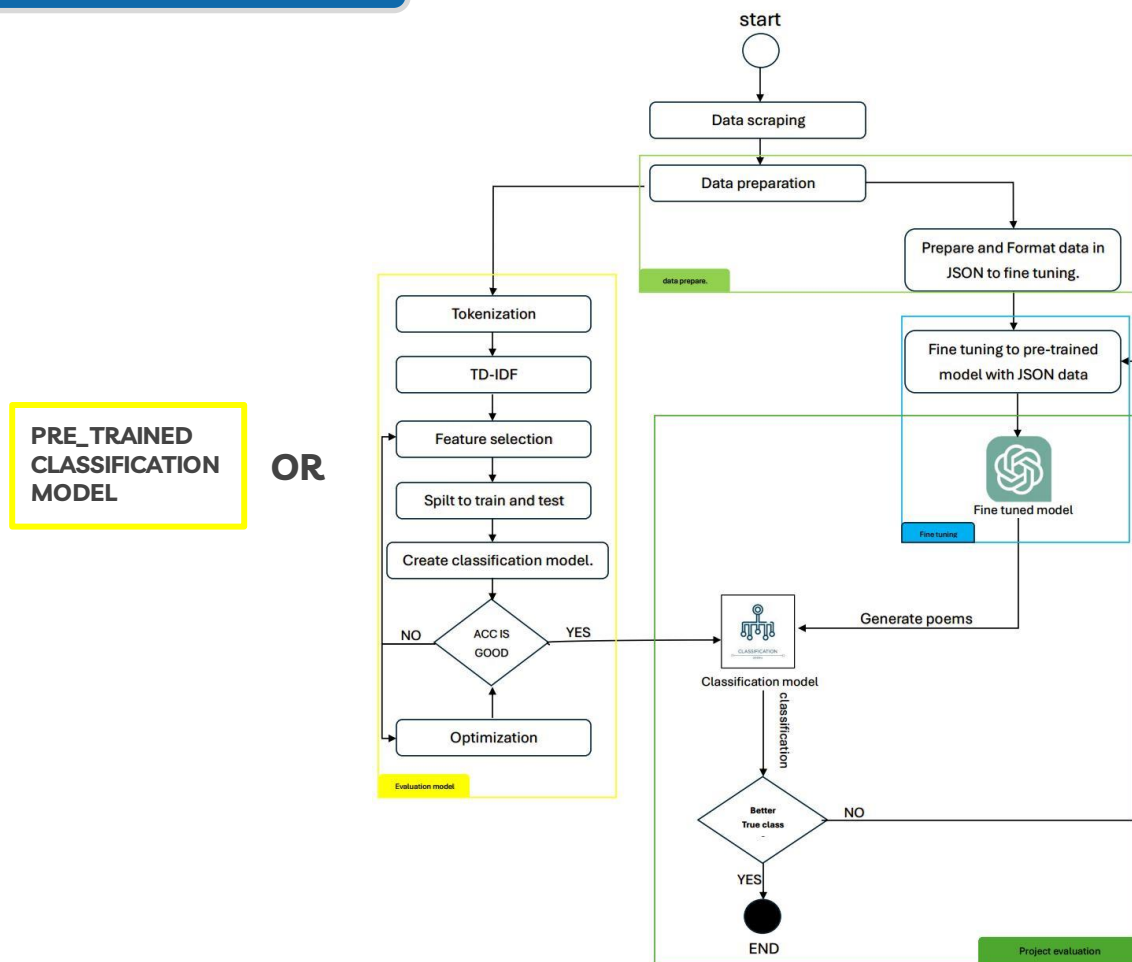 start
Data scraping
Data preparation
Prepare and Format data in
JSON to fine tuning.
data prepare.
Tokenization
TD-IDF
Feature selection
Spilt to train and test
Create classification model.
ACC IS
GOOD
NO
YES
Optimization
Evaluation model
PRE_TRAINED
CLASSIFICATION
MODEL
OR
Fine tuning to pre-trained
model with JSON data
Fine tuned model
Fine tuning
Generate poems
CLASSIFICATION
Classification model
classification
Better
True class
NO
YES
END
Project evaluation